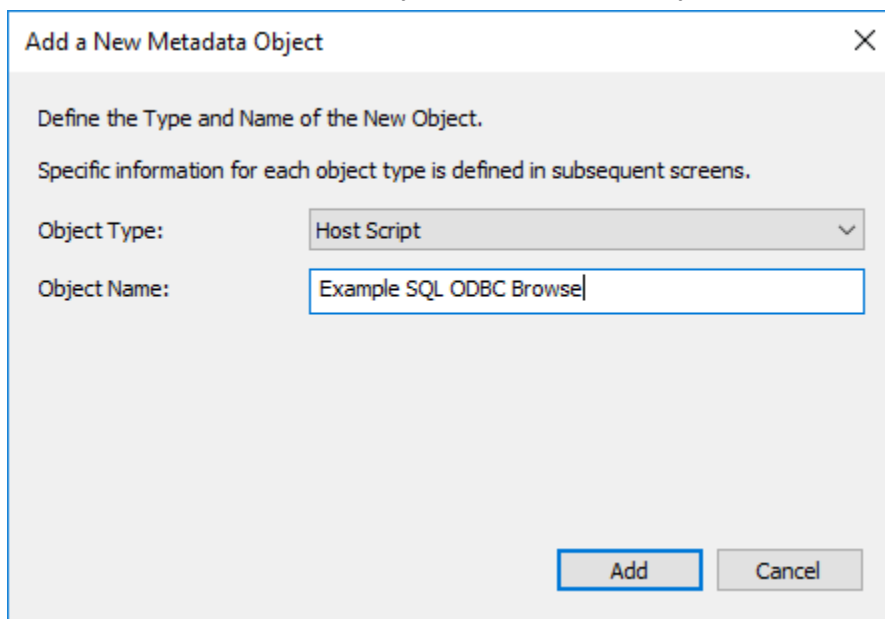 Add a New Metadata Object
Define the Type and Name of the New Object.
Specific information for each object type is defined in subsequent screens.
Object Type: Host Script
Object Name: Example SQL ODBC Browse
Add Cancel